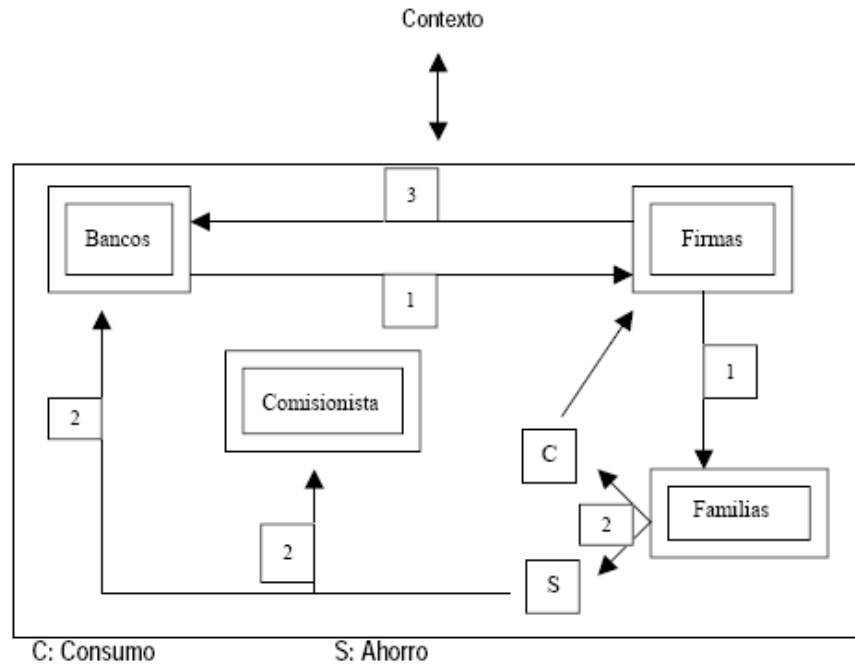 Contexto
3
Bancos
Firmas
1
1
Comisionista
2
C
Familias
2
2
S
C: Consumo S: Ahorro